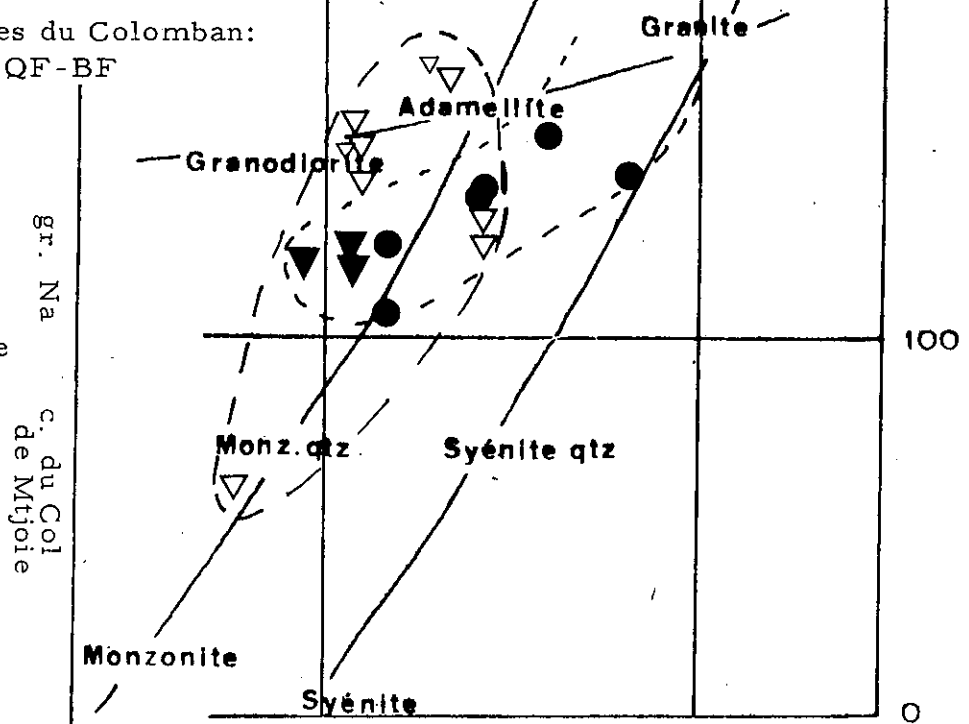 es du Colomban:
QF-BF
Granite
Adamellite
Granodiorite
gr. Na
e
100
c. du Col
de Mtjoie
Monz. qtz
Syénite qtz
Monzonite
Syénite
0